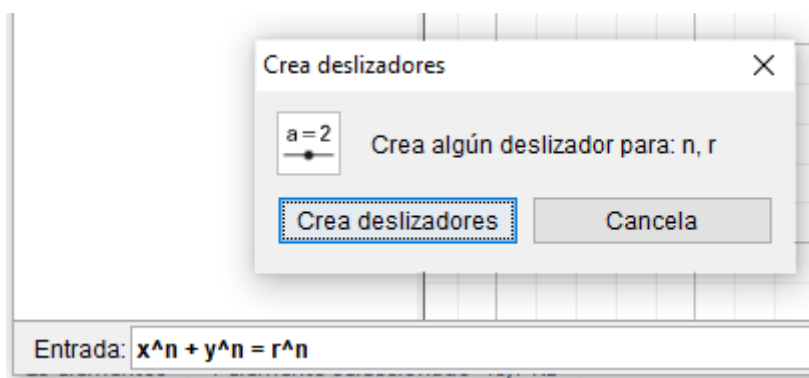 Crea deslizadores
a = 2
Crea algún deslizador para: n, r
Crea deslizadores
Cancela
Entrada: x^n + y^n = r^n